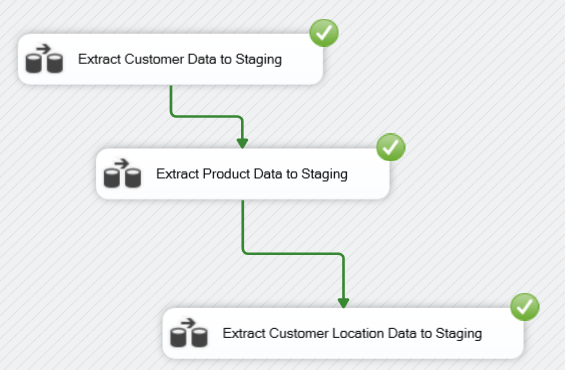 Extract Customer Data to Staging
Extract Product Data to Staging
Extract Customer Location Data to Staging